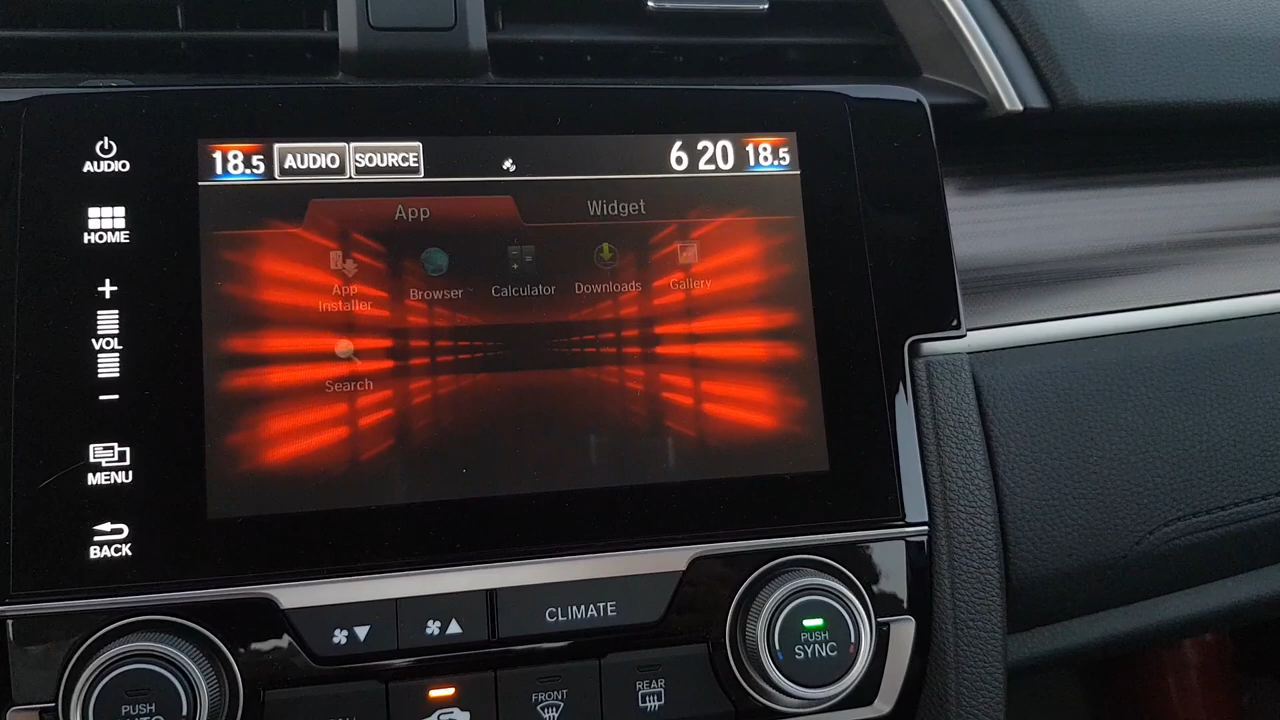 AUDIO
HOME
+
VOL
−
MENU
BACK
18.5 AUDIO SOURCE 6 20 18.5
App Widget
App
Installer
Browser
Calculator
Downloads
Gallery
Search
CLIMATE
PUSH
SYNC
PUSH
FRONT
REAR